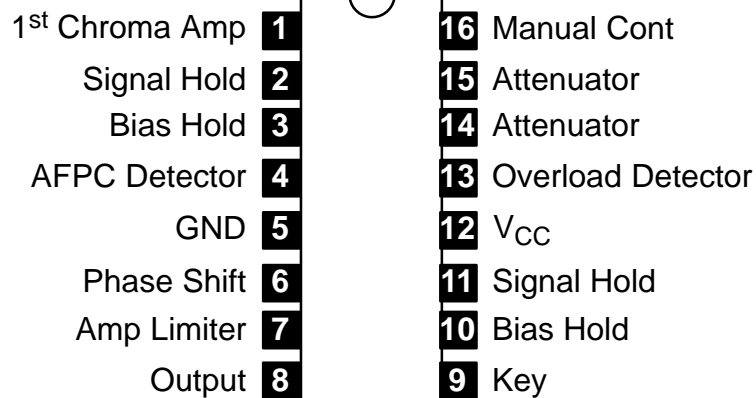 1st Chroma Amp 1 16 Manual Cont
Signal Hold 2 15 Attenuator
Bias Hold 3 14 Attenuator
AFPC Detector 4 13 Overload Detector
GND 5 12 VCC
Phase Shift 6 11 Signal Hold
Amp Limiter 7 10 Bias Hold
Output 8 9 Key